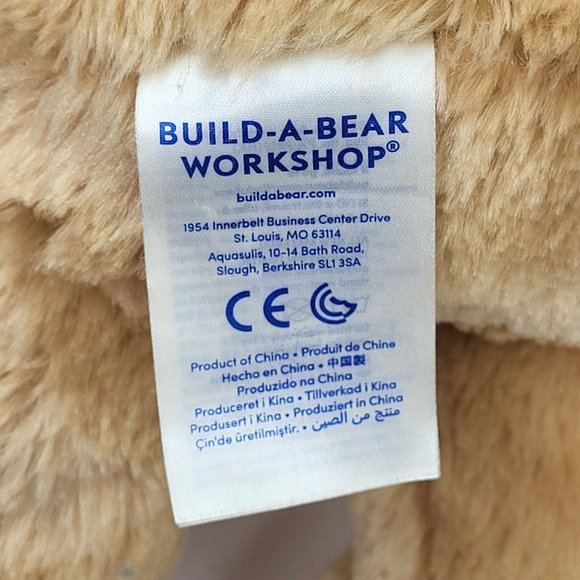 BUILD-A-BEAR
WORKSHOP®
buildabear.com
1954 Innerbelt Business Center Drive
St. Louis, MO 63114
Aquasulis, 10-14 Bath Road,
Slough, Berkshire SL1 3SA
CE
Product of China • Produit de Chine
Hecho en China • 中国製
Produzido na China
Produceret i Kina • Tillverkad i Kina
Produsert i Kina • Produziert in China
Çin'de üretilmiştir. • منتج من الصين